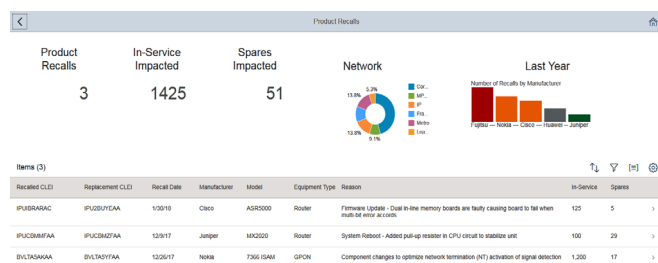 Product Recalls
Product Recalls
3
In-Service Impacted
1425
Spares Impacted
51
Network
5.3%
13.8%
13.8%
9.1%
Cor...
MP...
IP
Fra...
Metro
Lea...
Last Year
Number of Recalls by Manufacturer
Fujitsu --- Nokia --- Cisco --- Huawei --- Juniper
Items (3)
Recalled CLEI Replacement CLEI Recall Date Manufacturer Model Equipment Type Reason In-Service Spares
IPUIBRARAC IPU2BUYEAA 1/30/18 Cisco ASR5000 Router Firmware Update - Dual in-line memory boards are faulty causing board to fail when 125 5
multi-bit error accords.
IPUCBMMFAA IPUCBMZFAA 12/9/17 Juniper MX2020 Router System Reboot - Added pull-up resister in CPU circuit to stabilize unit 100 29
BVLTA5AKAA BVLTA5YFAA 12/26/17 Nokia 7366 ISAM GPON Component changes to optimize network termination (NT) activation of signal detection 1,200 17